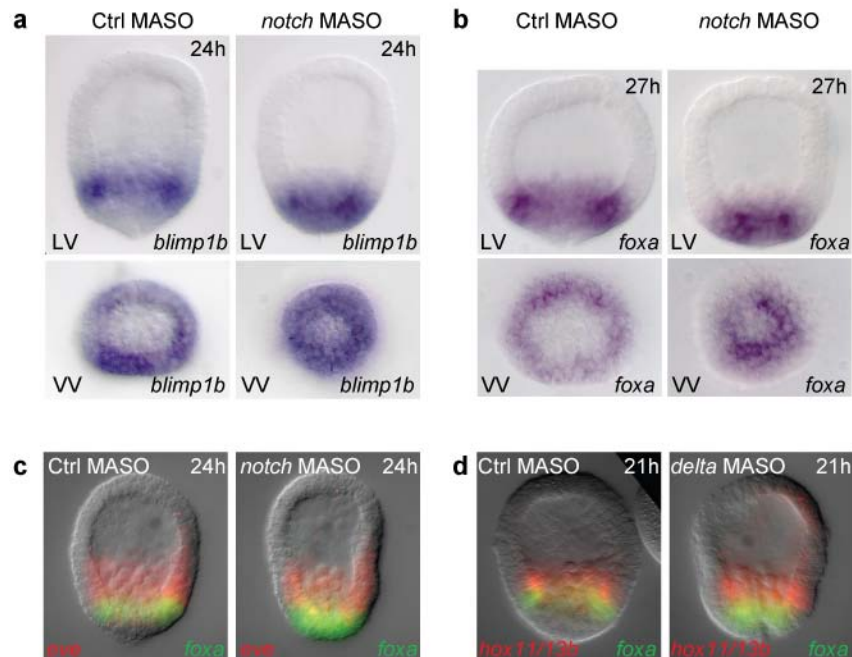 a Ctrl MASO notch MASO
24h 24h
LV blimp1b LV blimp1b
VV blimp1b VV blimp1b
b Ctrl MASO notch MASO
27h 27h
LV foxa LV foxa
VV foxa VV foxa
c Ctrl MASO 24h notch MASO 24h
eve foxa eve foxa
d Ctrl MASO 21h delta MASO 21h
hox11/13b foxa hox11/13b foxa